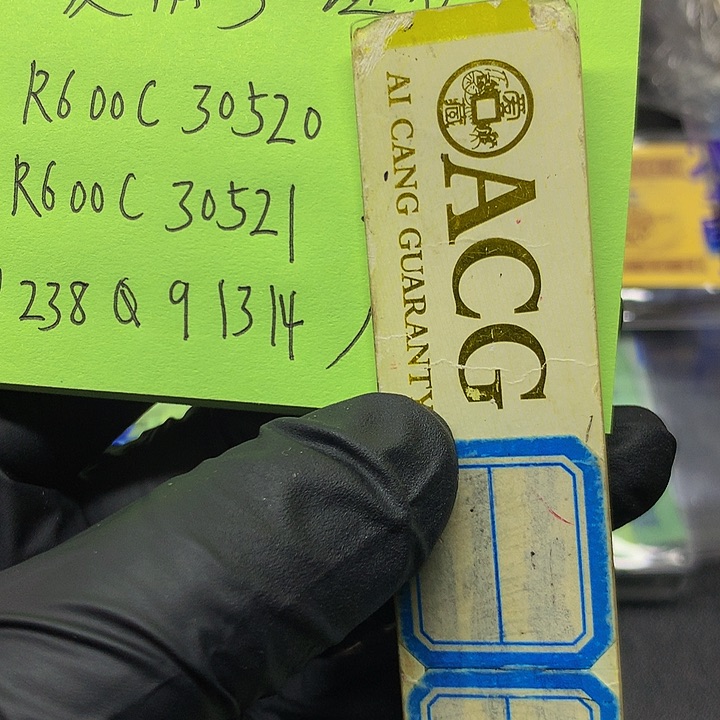 R600C 30520
R600C 30521
238Q 91314
ACG
AI CANG GUARANTY